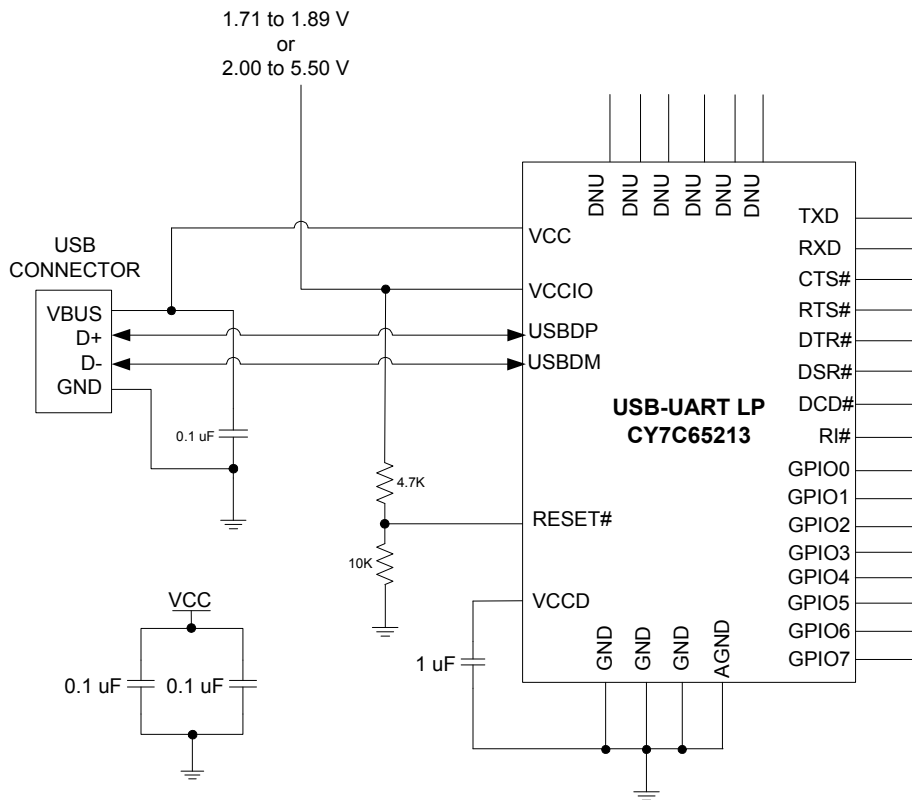 1.71 to 1.89 V
or
2.00 to 5.50 V
DNU
DNU
DNU
DNU
DNU
DNU
USB
CONNECTOR
VBUS
D+
D-
GND
0.1 uF
4.7K
10K
VCC
0.1 uF
0.1 uF
1 uF
VCC
VCCIO
USBDP
USBDM
RESET#
VCCD
USB-UART LP
CY7C65213
GND
GND
GND
AGND
TXD
RXD
CTS#
RTS#
DTR#
DSR#
DCD#
RI#
GPIO0
GPIO1
GPIO2
GPIO3
GPIO4
GPIO5
GPIO6
GPIO7